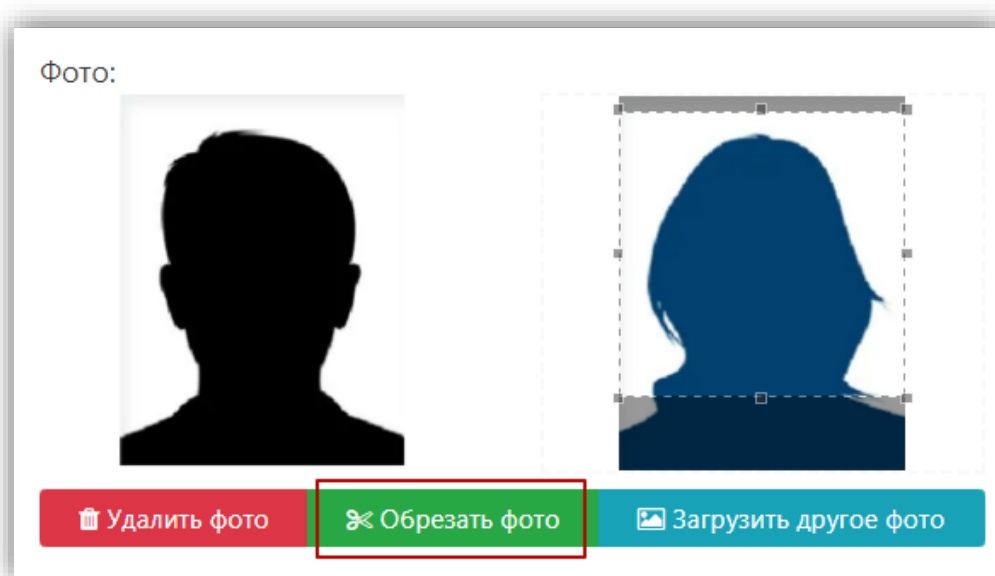 Фото:
Удалить фото
Обрезать фото
Загрузить другое фото